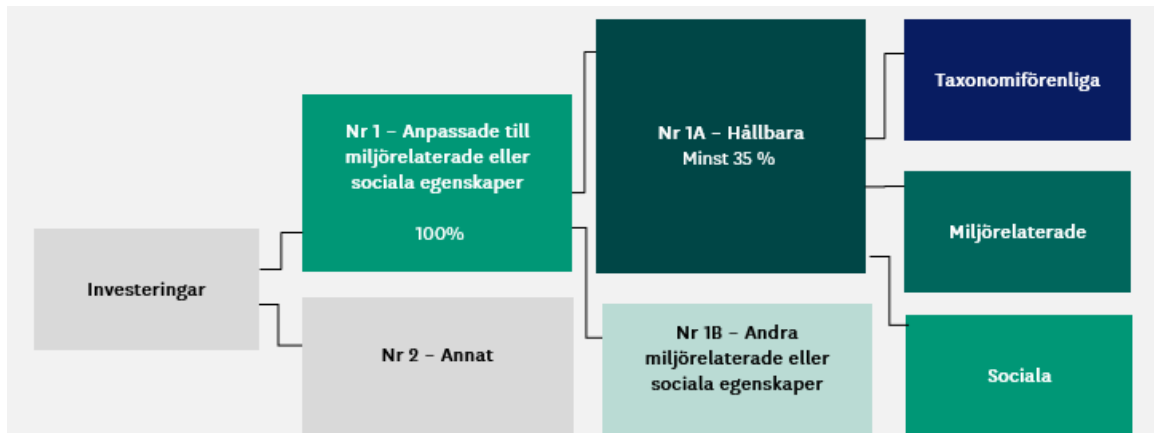 Investeringar
Nr 1 – Anpassade till
miljörelaterade eller
sociala egenskaper
100%
Nr 2 – Annat
Nr 1A – Hållbara
Minst 35 %
Nr 1B – Andra
miljörelaterade eller
sociala egenskaper
Taxonomiförenliga
Miljörelaterade
Sociala